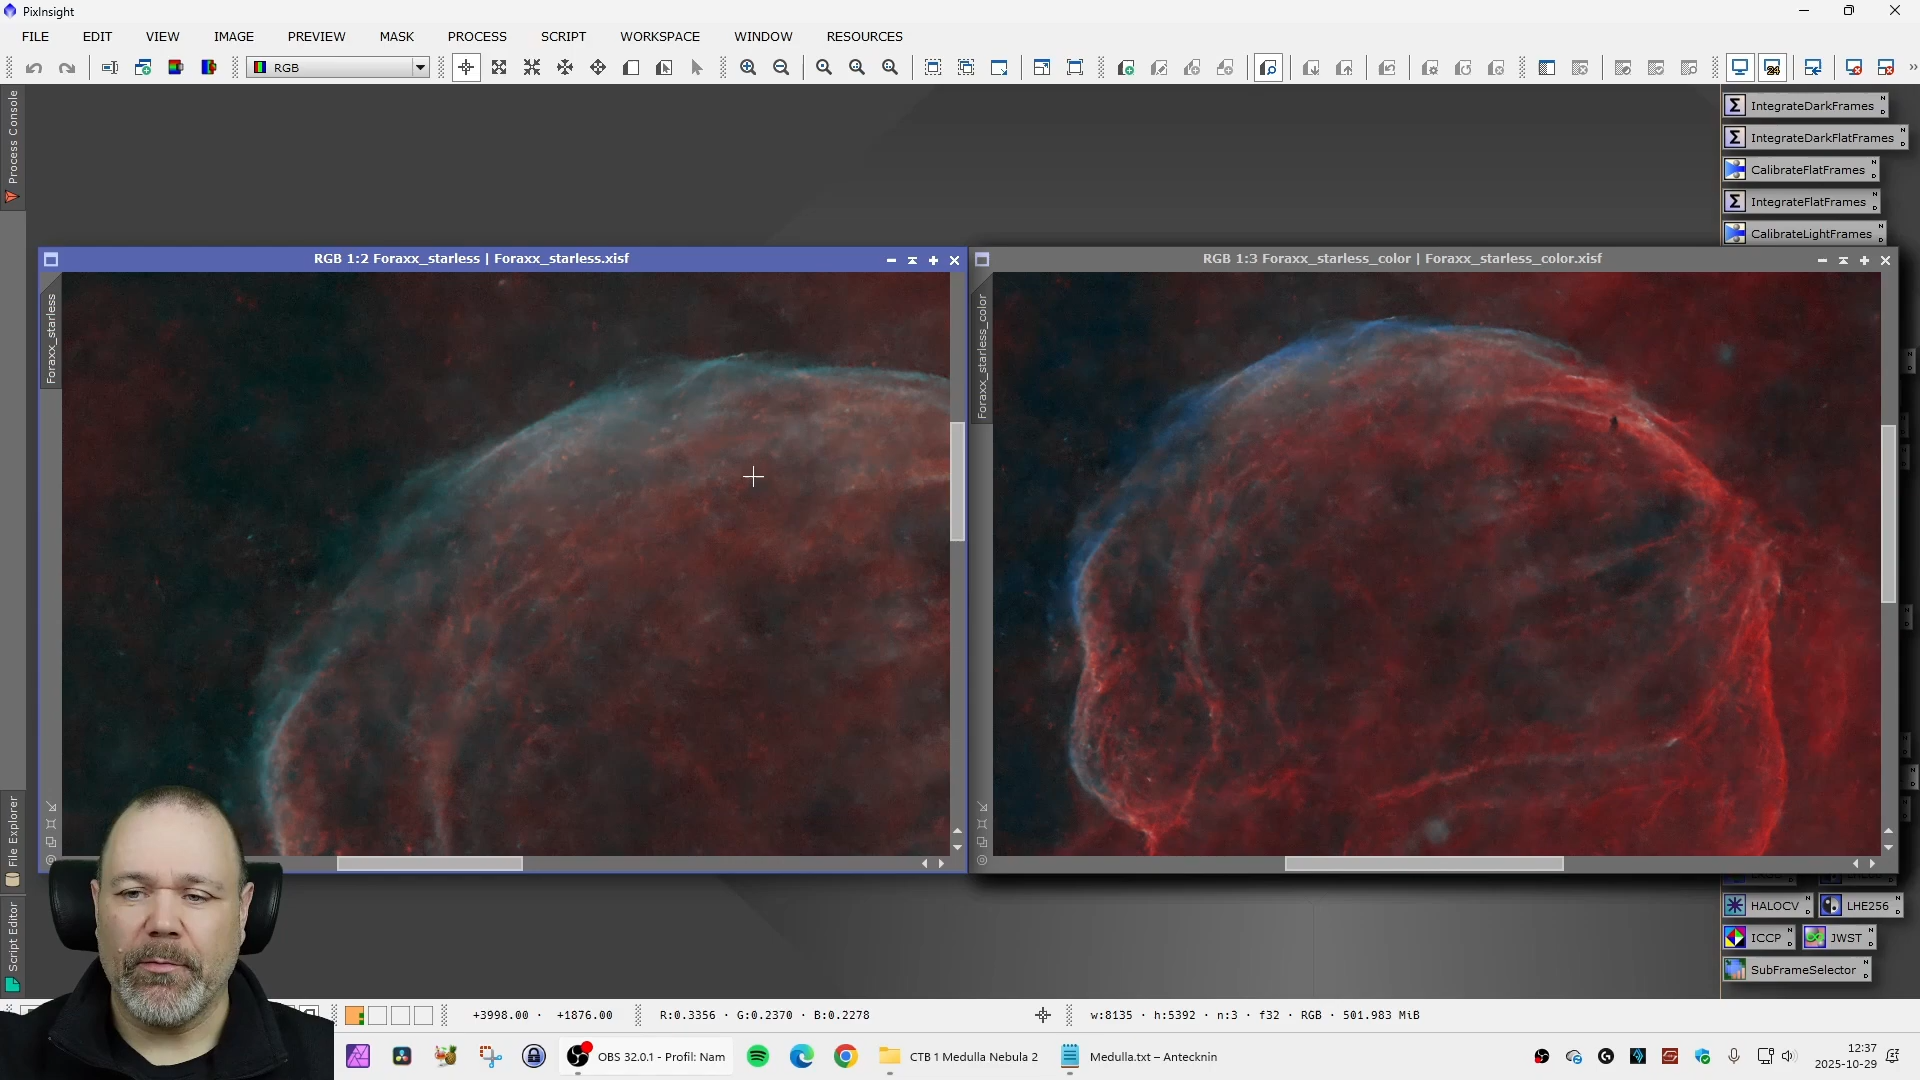 PixInsight
FILE EDIT VIEW IMAGE PREVIEW MASK PROCESS SCRIPT WORKSPACE WINDOW RESOURCES
RGB
24
Process Console
IntegrateDarkFrames
IntegrateDarkFlatFrames
CalibrateFlatFrames
IntegrateFlatFrames
CalibrateLightFrames
RGB 1:2 Foraxx_starless | Foraxx_starless.xisf
Foraxx_starless
RGB 1:3 Foraxx_starless_color | Foraxx_starless_color.xisf
Foraxx_starless_color
File Explorer
Script Editor
HALOCV
LHE256
ICCP
JWST
SubFrameSelector
+3998.00 · +1876.00
R:0.3356 · G:0.2370 · B:0.2278
w:8135 · h:5392 · n:3 · f32 · RGB · 501.983 MiB
OBS 32.0.1 - Profil: Nam
CTB 1 Medulla Nebula 2
Medulla.txt – Antecknin
12:37
2025-10-29